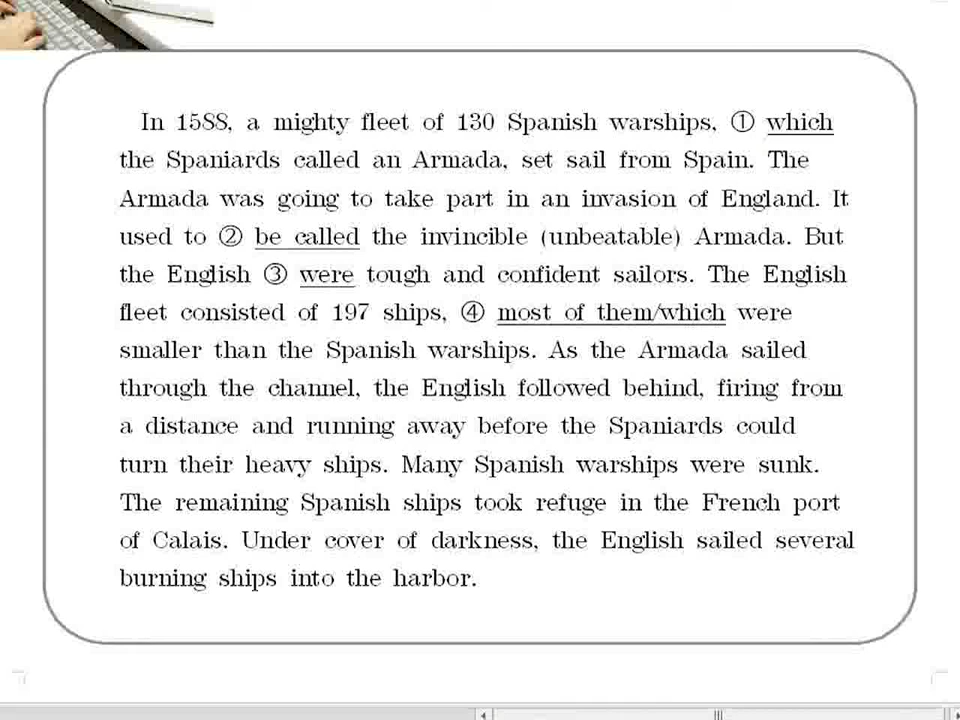 In 1588, a mighty fleet of 130 Spanish warships, ① which
the Spaniards called an Armada, set sail from Spain. The
Armada was going to take part in an invasion of England. It
used to ② be called the invincible (unbeatable) Armada. But
the English ③ were tough and confident sailors. The English
fleet consisted of 197 ships, ④ most of them/which were
smaller than the Spanish warships. As the Armada sailed
through the channel, the English followed behind, firing from
a distance and running away before the Spaniards could
turn their heavy ships. Many Spanish warships were sunk.
The remaining Spanish ships took refuge in the French port
of Calais. Under cover of darkness, the English sailed several
burning ships into the harbor.